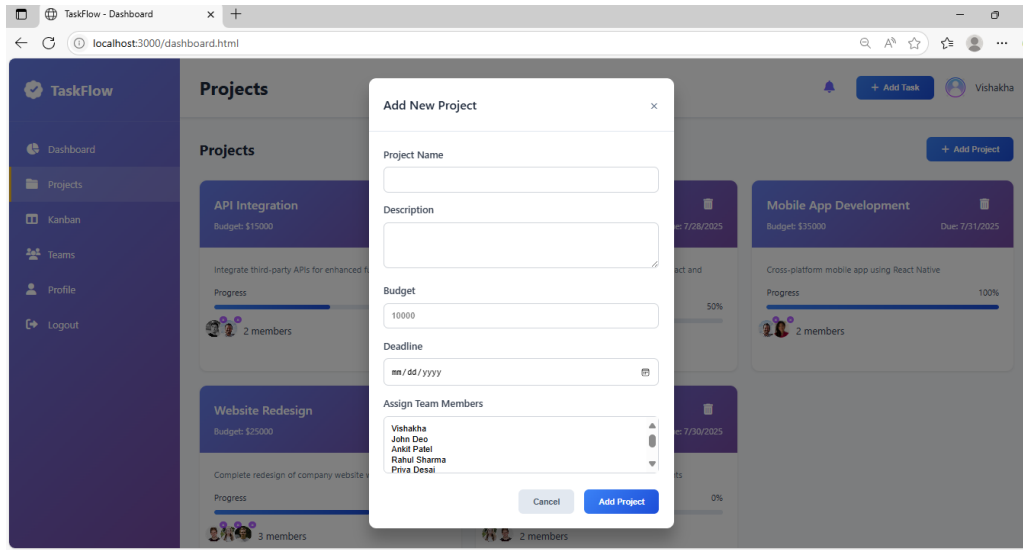 TaskFlow - Dashboard
localhost:3000/dashboard.html
TaskFlow
Dashboard
Projects
Kanban
Teams
Profile
Logout
Projects
+ Add Task
Vishakha
Projects
+ Add Project
API Integration
Budget: $15000
Integrate third-party APIs for enhanced
Progress
2 members
7/28/2025
act and
50%
Mobile App Development
Budget: $35000
Due: 7/31/2025
Cross-platform mobile app using React Native
Progress
100%
2 members
Website Redesign
Budget: $25000
Complete redesign of company website
Progress
3 members
7/30/2025
0%
2 members
Add New Project
×
Project Name
Description
Budget
10000
Deadline
mm/dd/yyyy
Assign Team Members
Vishakha
John Deo
Ankit Patel
Rahul Sharma
Priya Desai
Cancel
Add Project